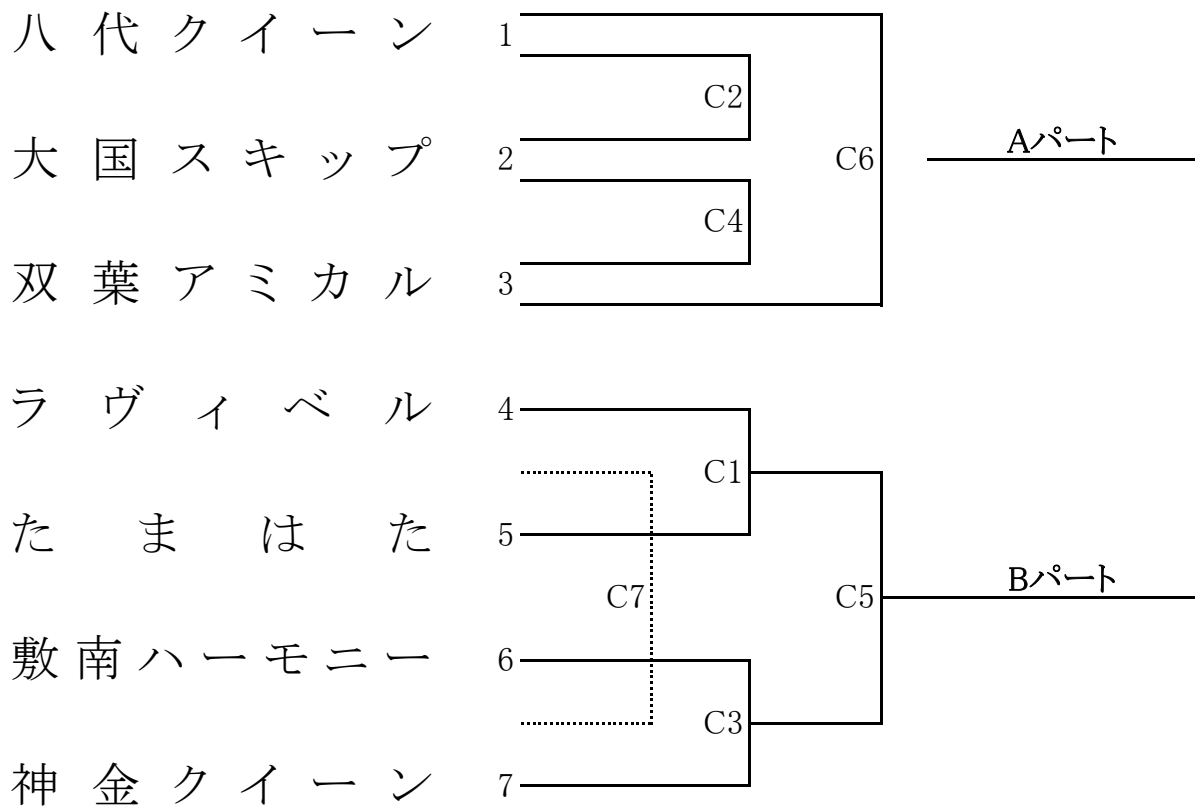 八代クイーン 1
C2
大国スキップ 2 C6 Aパート
C4
双葉アミカル 3
ラヴィベル 4
C1
たまはた 5
C7 C5 Bパート
敷南ハーモニー 6
C3
神金クイーン 7